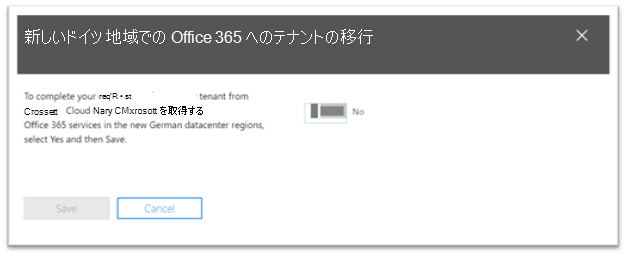 新しいドイツ地域での Office 365 へのテナントの移行
To complete your req'R • st tenant from
Crossett Cloud Nary CMxrosott を取得する
Office 365 services in the new German datacenter regions,
select Yes and then Save.
No
Save
Cancel